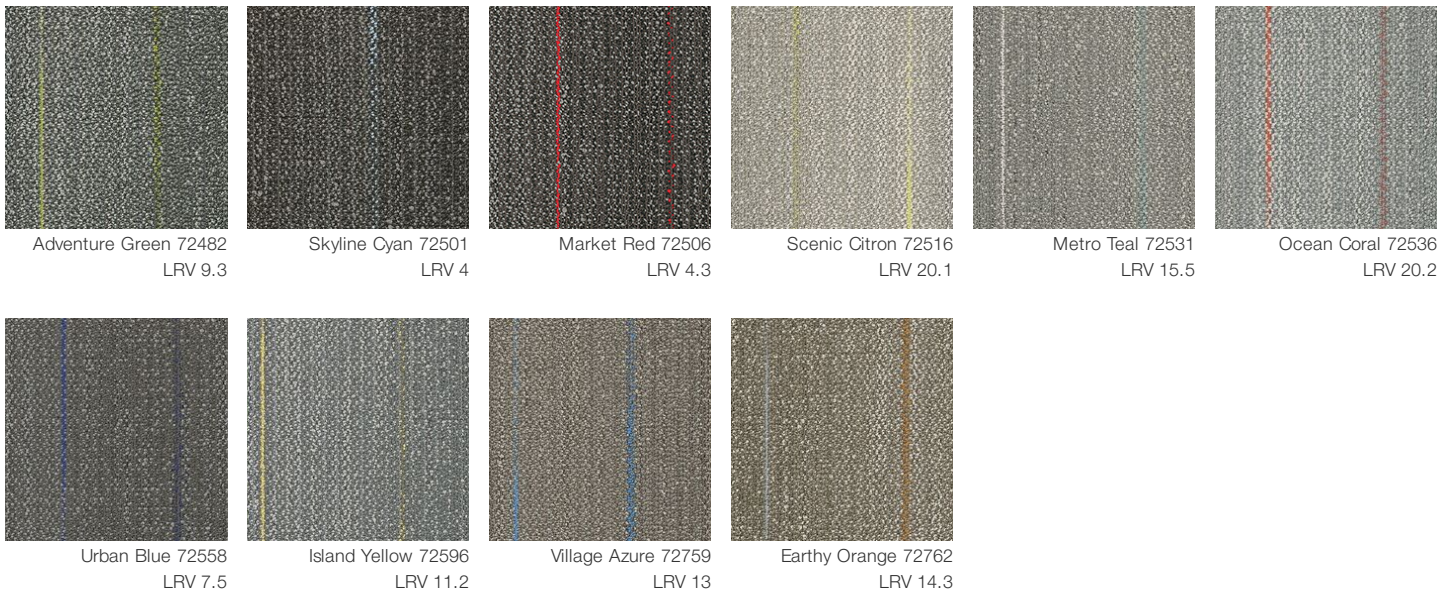 Adventure Green 72482
LRV 9.3
Skyline Cyan 72501
LRV 4
Market Red 72506
LRV 4.3
Scenic Citron 72516
LRV 20.1
Metro Teal 72531
LRV 15.5
Ocean Coral 72536
LRV 20.2
Urban Blue 72558
LRV 7.5
Island Yellow 72596
LRV 11.2
Village Azure 72759
LRV 13
Earthy Orange 72762
LRV 14.3